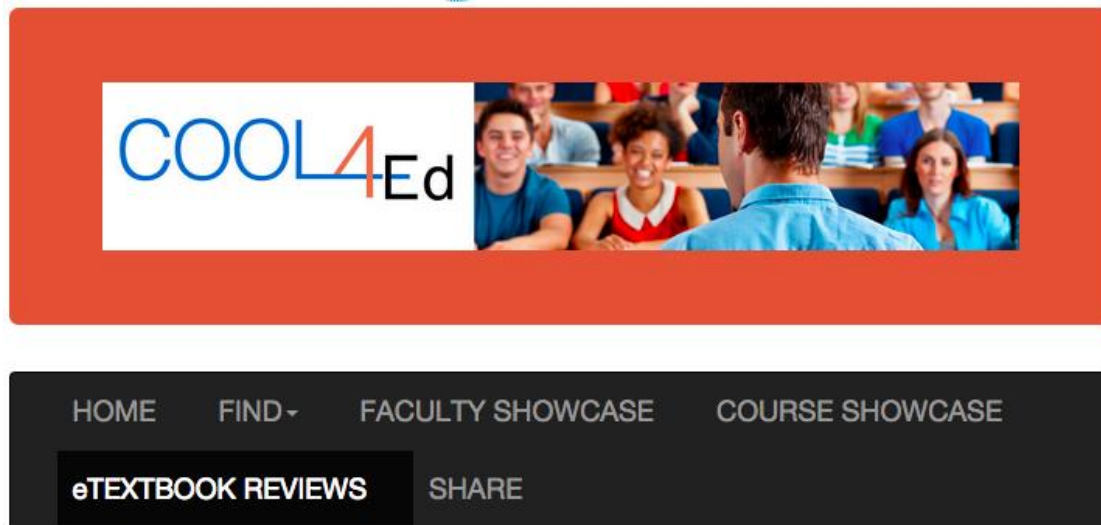 COOL4Ed
HOME FIND FACULTY SHOWCASE COURSE SHOWCASE
eTEXTBOOK REVIEWS SHARE